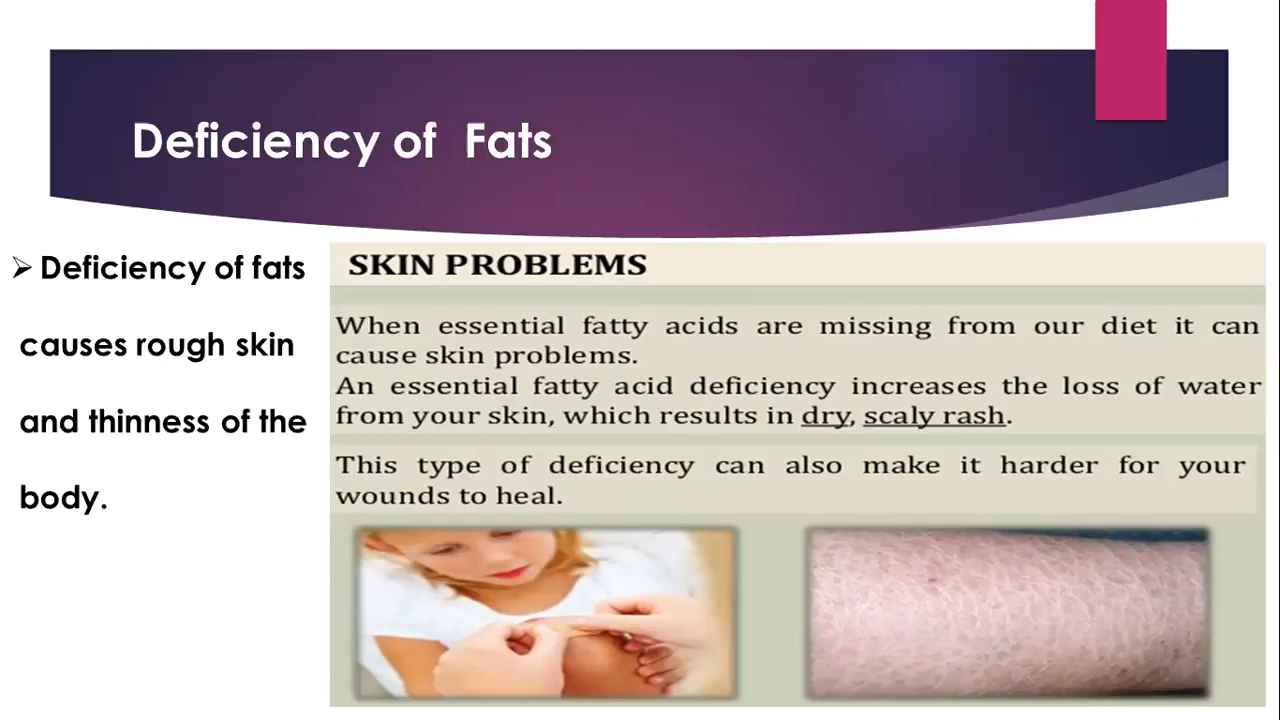 Deficiency of Fats
➢ Deficiency of fats
causes rough skin
and thinness of the
body.
SKIN PROBLEMS
When essential fatty acids are missing from our diet it can
cause skin problems.
An essential fatty acid deficiency increases the loss of water
from your skin, which results in dry, scaly rash.
This type of deficiency can also make it harder for your
wounds to heal.